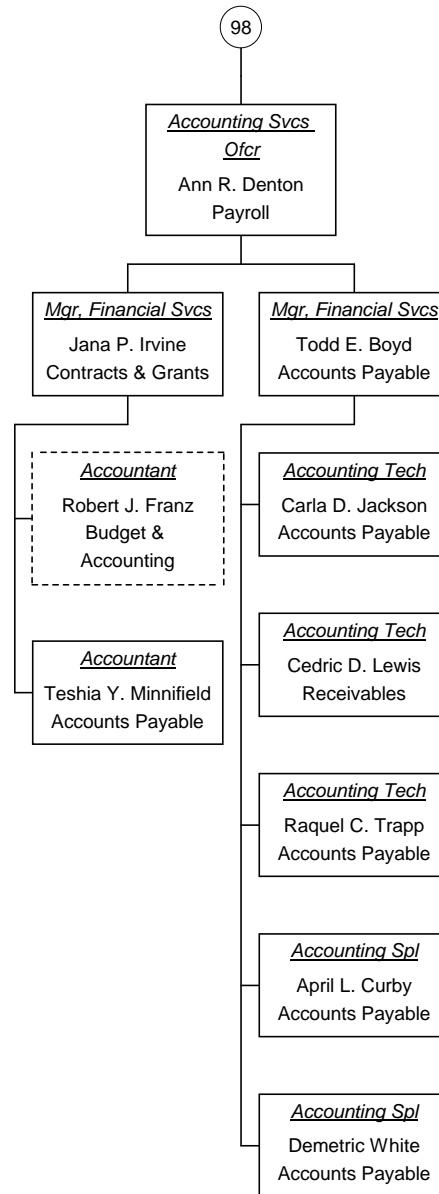 98
Accounting Svcs
Ofcr
Ann R. Denton
Payroll
Mgr, Financial Svcs
Jana P. Irvine
Contracts & Grants
Accountant
Robert J. Franz
Budget &
Accounting
Accountant
Teshia Y. Minnifield
Accounts Payable
Mgr, Financial Svcs
Todd E. Boyd
Accounts Payable
Accounting Tech
Carla D. Jackson
Accounts Payable
Accounting Tech
Cedric D. Lewis
Receivables
Accounting Tech
Raquel C. Trapp
Accounts Payable
Accounting Spl
April L. Curby
Accounts Payable
Accounting Spl
Demetric White
Accounts Payable